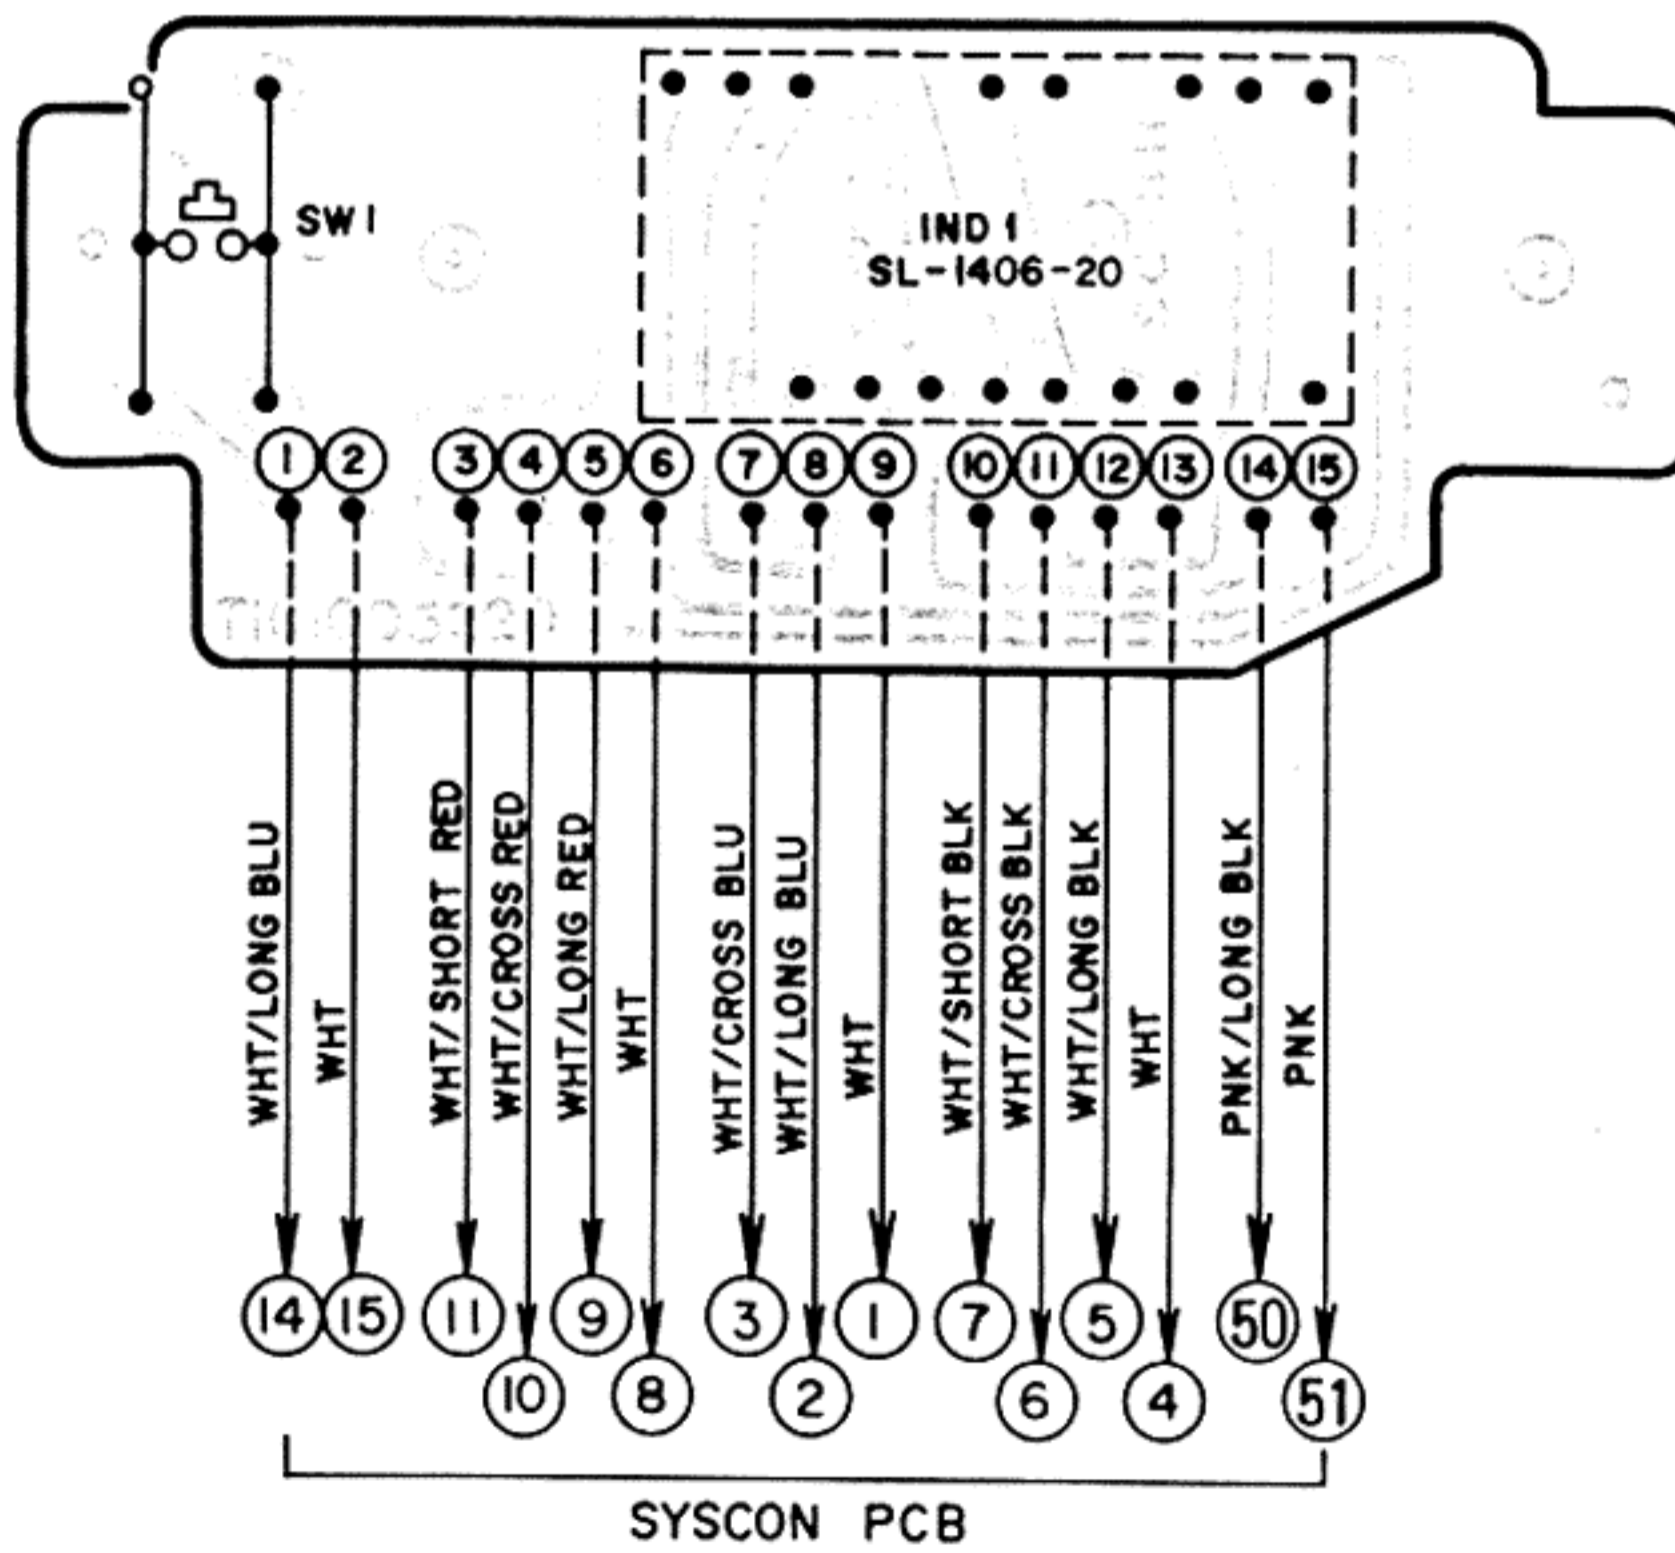 SW1
IND 1
SL-1406-20
1 2 3 4 5 6 7 8 9 10 11 12 13 14 15
WHT/LONG BLU
WHT
WHT/SHORT RED
WHT/CROSS RED
WHT/LONG RED
WHT
WHT/CROSS BLU
WHT/LONG BLU
WHT
WHT/SHORT BLK
WHT/CROSS BLK
WHT/LONG BLK
WHT
PNK/LONG BLK
PNK
14 15 11 9 3 1 7 5 50
10 8 2 6 4 51
SYSCON PCB